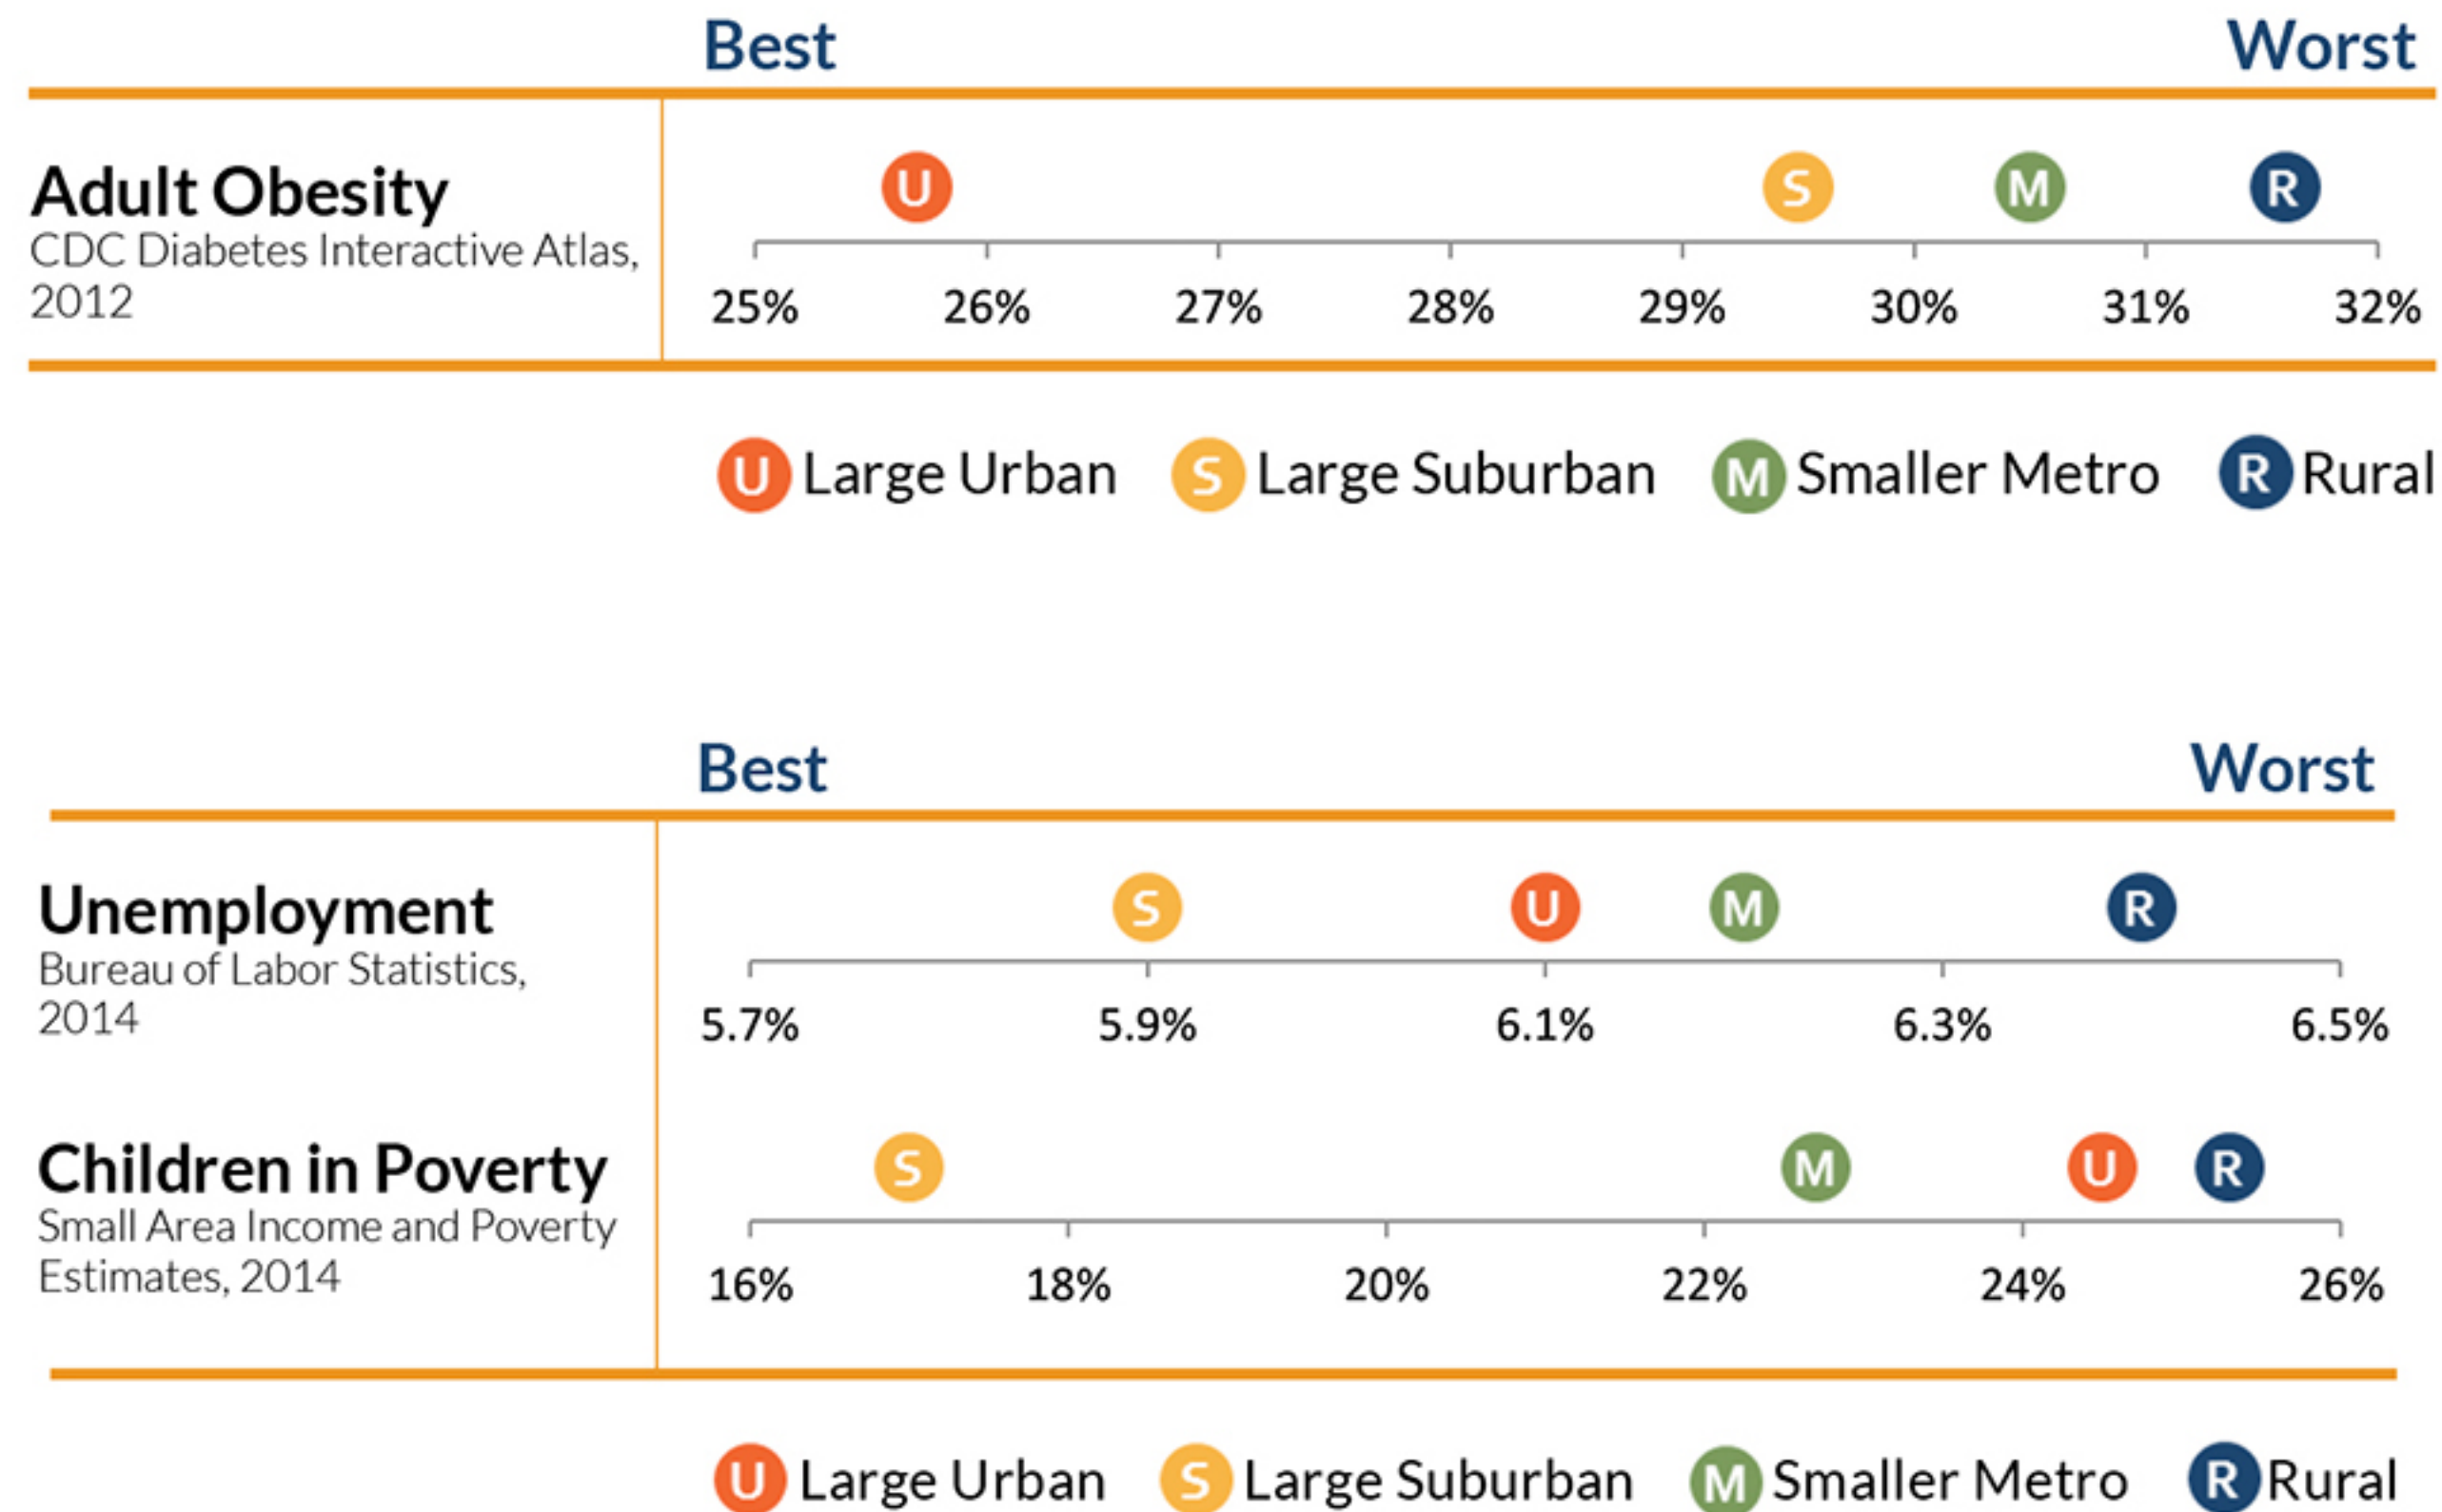 Best Worst
U S M R
Adult Obesity
CDC Diabetes Interactive Atlas,
2012
25% 26% 27% 28% 29% 30% 31% 32%
U Large Urban S Large Suburban M Smaller Metro R Rural
Best Worst
S U M R
Unemployment
Bureau of Labor Statistics,
2014
5.7% 5.9% 6.1% 6.3% 6.5%
S M U R
Children in Poverty
Small Area Income and Poverty
Estimates, 2014
16% 18% 20% 22% 24% 26%
U Large Urban S Large Suburban M Smaller Metro R Rural